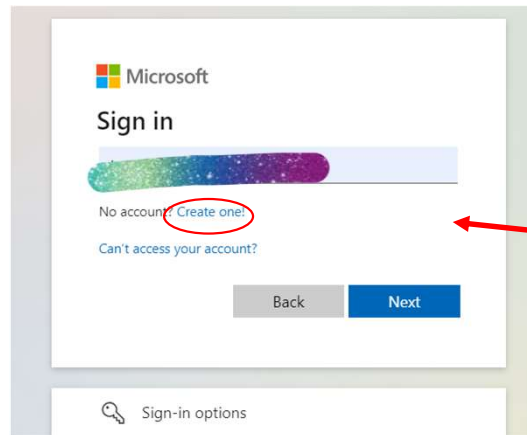 Microsoft
Sign in
No account? Create one!
Can't access your account?
Back Next
Sign-in options